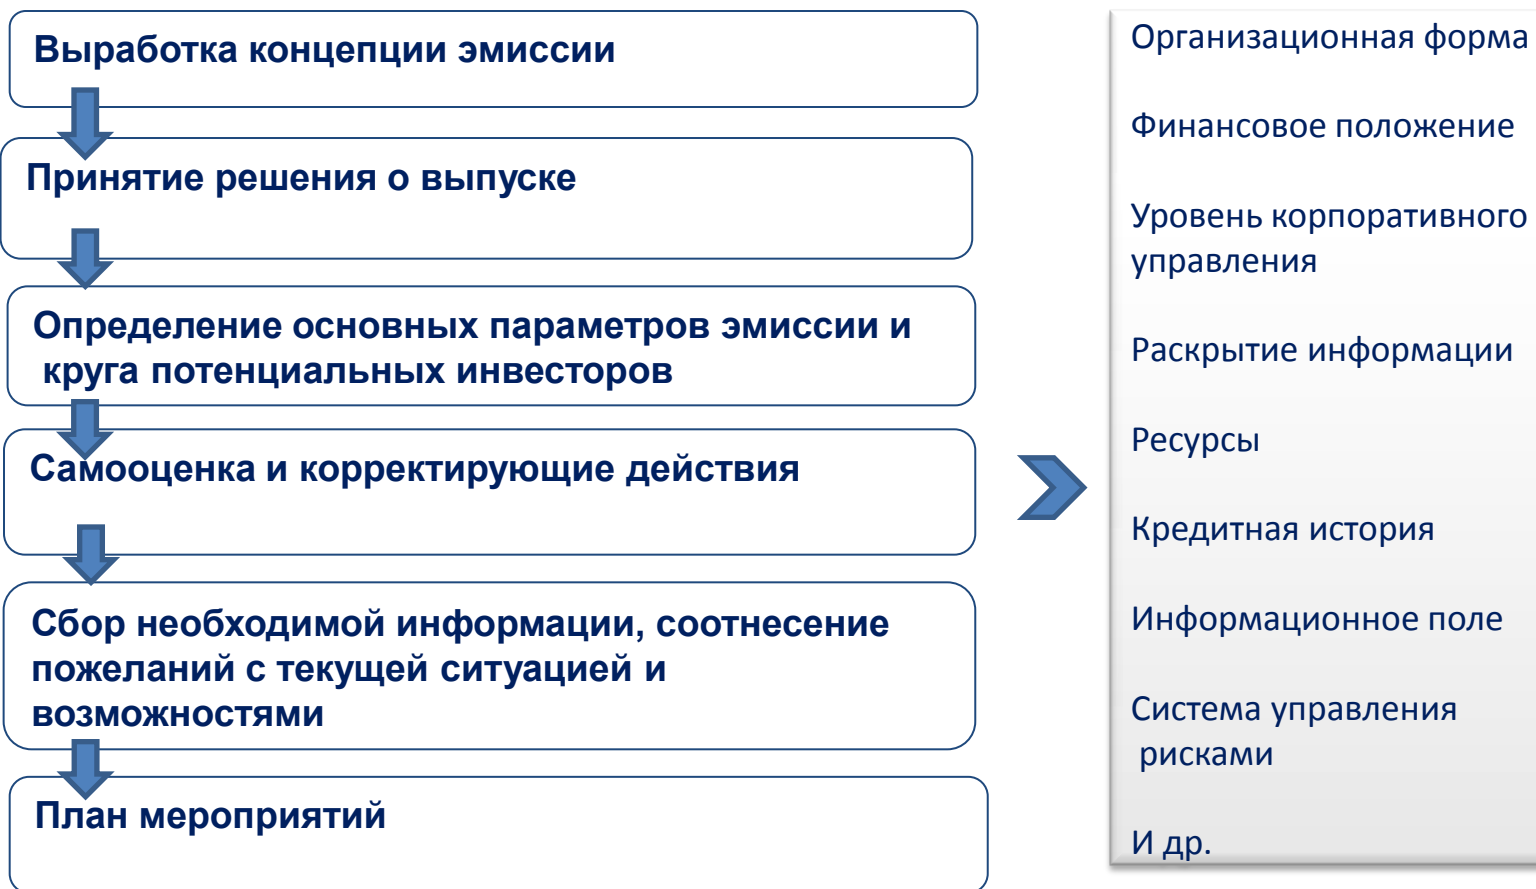 Выработка концепции эмиссии
Принятие решения о выпуске
Определение основных параметров эмиссии и
круга потенциальных инвесторов
Самооценка и корректирующие действия
Сбор необходимой информации, соотнесение
пожеланий с текущей ситуацией и
возможностями
План мероприятий
Организационная форма
Финансовое положение
Уровень корпоративного
управления
Раскрытие информации
Ресурсы
Кредитная история
Информационное поле
Система управления
рисками
И др.